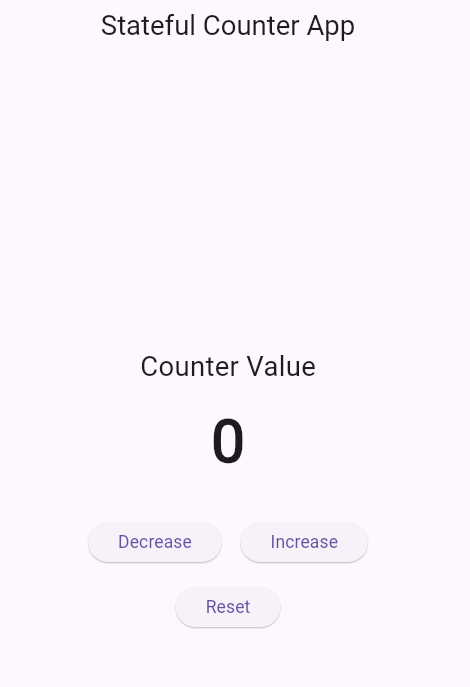 Stateful Counter App
Counter Value
0
Decrease Increase
Reset